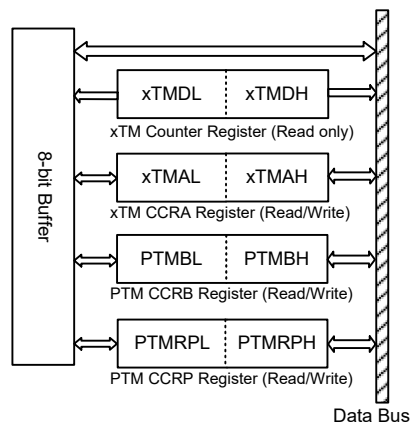 8-bit Buffer
xTMDL xTMDH
xTM Counter Register (Read only)
xTMAL xTMAH
xTM CCRA Register (Read/Write)
PTMBL PTMBH
PTM CCRB Register (Read/Write)
PTMRPL PTMRPH
PTM CCRP Register (Read/Write)
Data Bus